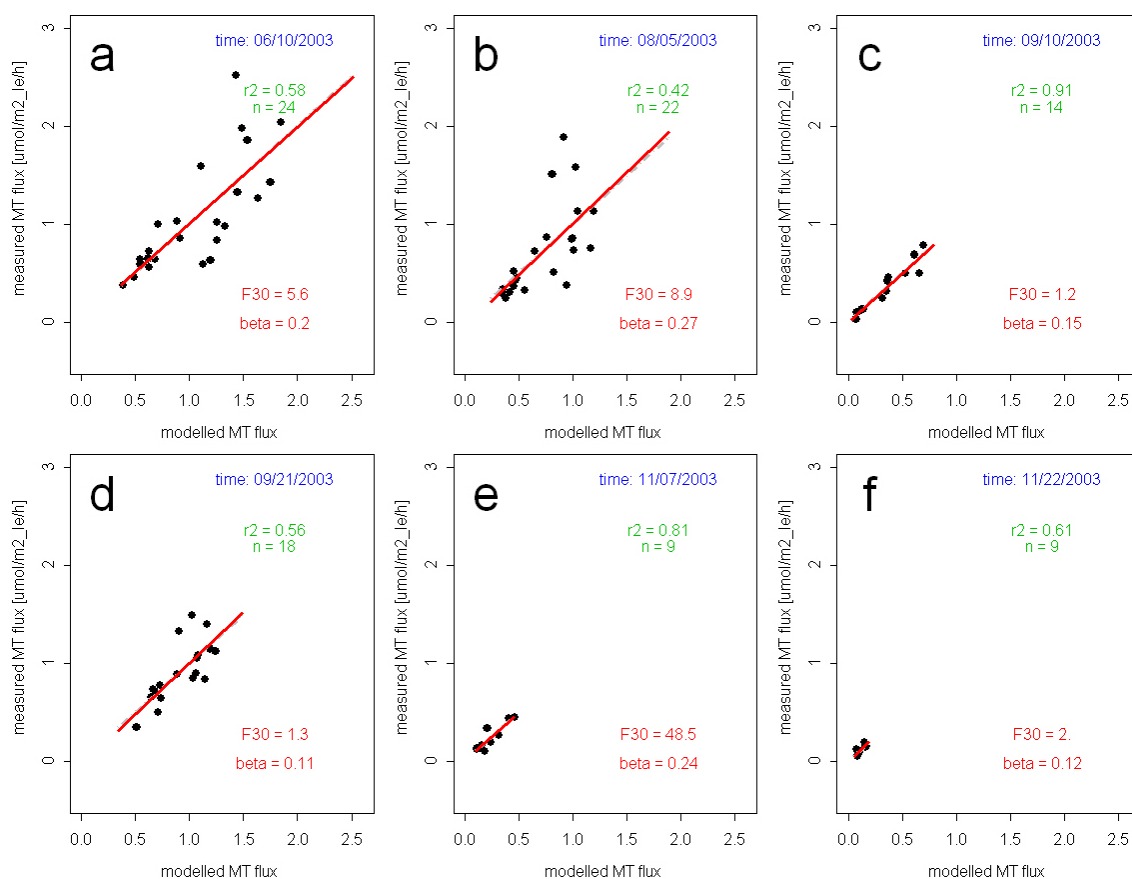 a
time: 06/10/2003
r2 = 0.58
n = 24
F30 = 5.6
beta = 0.2
measured MT flux [umol/m2_le/h]
0 1 2 3
0.0 0.5 1.0 1.5 2.0 2.5
modelled MT flux
b
time: 08/05/2003
r2 = 0.42
n = 22
F30 = 8.9
beta = 0.27
measured MT flux [umol/m2_le/h]
0 1 2 3
0.0 0.5 1.0 1.5 2.0 2.5
modelled MT flux
c
time: 09/10/2003
r2 = 0.91
n = 14
F30 = 1.2
beta = 0.15
measured MT flux [umol/m2_le/h]
0 1 2 3
0.0 0.5 1.0 1.5 2.0 2.5
modelled MT flux
d
time: 09/21/2003
r2 = 0.56
n = 18
F30 = 1.3
beta = 0.11
measured MT flux [umol/m2_le/h]
0 1 2 3
0.0 0.5 1.0 1.5 2.0 2.5
modelled MT flux
e
time: 11/07/2003
r2 = 0.81
n = 9
F30 = 48.5
beta = 0.24
measured MT flux [umol/m2_le/h]
0 1 2 3
0.0 0.5 1.0 1.5 2.0 2.5
modelled MT flux
f
time: 11/22/2003
r2 = 0.61
n = 9
F30 = 2.
beta = 0.12
measured MT flux [umol/m2_le/h]
0 1 2 3
0.0 0.5 1.0 1.5 2.0 2.5
modelled MT flux